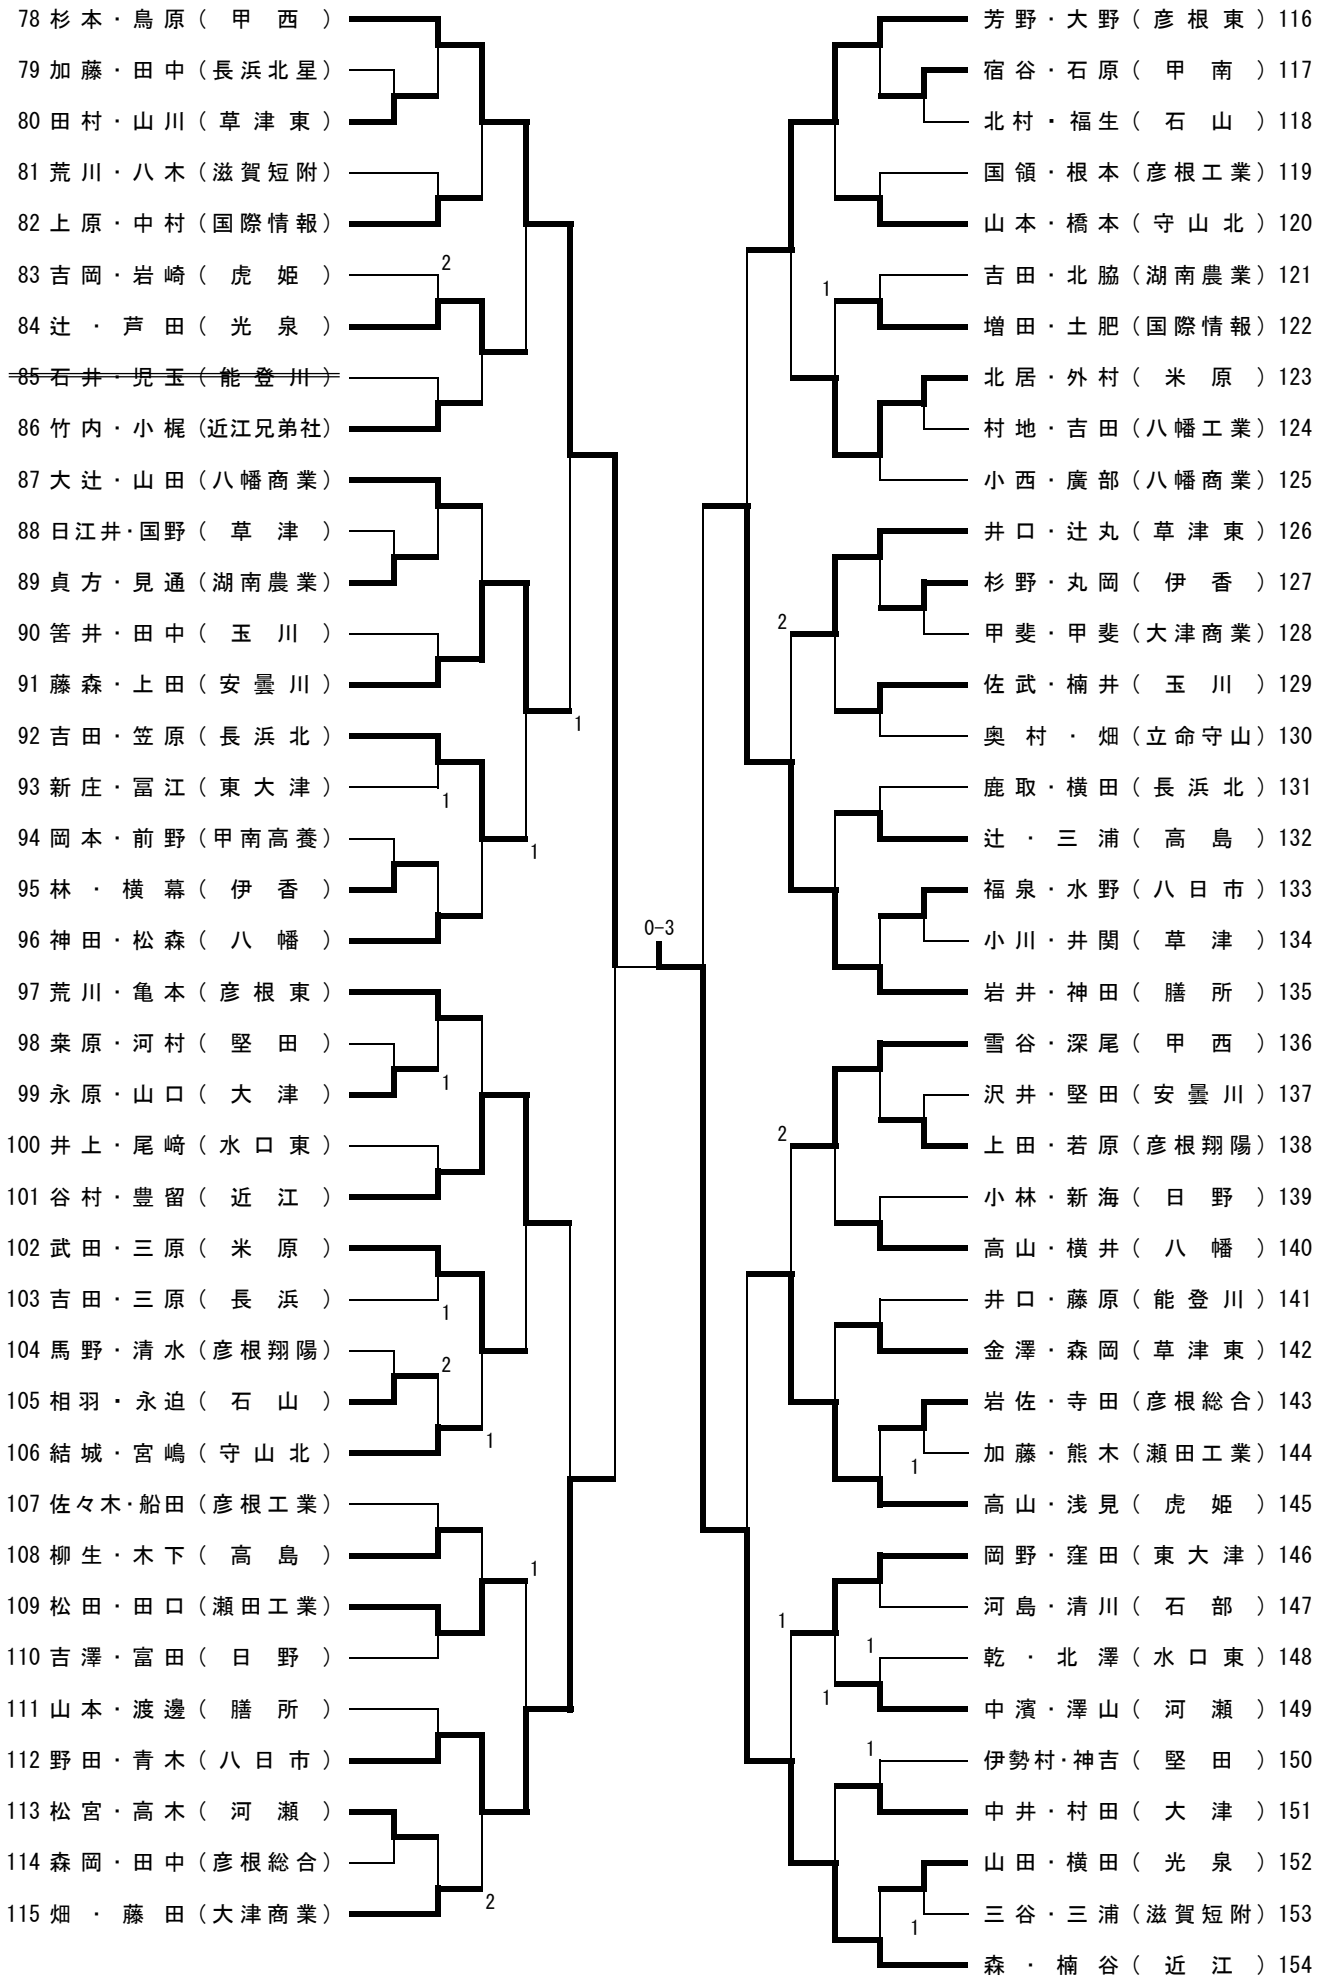 78 杉本・鳥原（甲西）
79 加藤・田中（長浜北星）
80 田村・山川（草津東）
81 荒川・八木（滋賀短附）
82 上原・中村（国際情報）
2
83 吉岡・岩崎（虎姫）
84 辻・芦田（光泉）
85 石井・児玉（能登川）
86 竹内・小梶（近江兄弟社）
87 大辻・山田（八幡商業）
88 日江井・国野（草津）
89 貞方・見通（湖南農業）
90 筈井・田中（玉川）
91 藤森・上田（安曇川）
1
92 吉田・笠原（長浜北）
93 新庄・冨江（東大津）
1
94 岡本・前野（甲南高養）
1
95 林・横幕（伊香）
96 神田・松森（八幡）
97 荒川・亀本（彦根東）
98 桒原・河村（堅田）
1
99 永原・山口（大津）
100 井上・尾﨑（水口東）
101 谷村・豊留（近江）
102 武田・三原（米原）
103 吉田・三原（長浜）
1
104 馬野・清水（彦根翔陽）
2
105 相羽・永迫（石山）
106 結城・宮嶋（守山北）
1
107 佐々木・船田（彦根工業）
108 柳生・木下（高島）
1
109 松田・田口（瀬田工業）
110 吉澤・富田（日野）
111 山本・渡邊（膳所）
112 野田・青木（八日市）
113 松宮・高木（河瀬）
114 森岡・田中（彦根総合）
2
115 畑・藤田（大津商業）
0-3
芳野・大野（彦根東）116
宿谷・石原（甲南）117
北村・福生（石山）118
国領・根本（彦根工業）119
山本・橋本（守山北）120
吉田・北脇（湖南農業）121
1
増田・土肥（国際情報）122
北居・外村（米原）123
村地・吉田（八幡工業）124
小西・廣部（八幡商業）125
井口・辻丸（草津東）126
杉野・丸岡（伊香）127
2
甲斐・甲斐（大津商業）128
佐武・楠井（玉川）129
奥村・畑（立命守山）130
鹿取・横田（長浜北）131
辻・三浦（高島）132
福泉・水野（八日市）133
小川・井関（草津）134
岩井・神田（膳所）135
雪谷・深尾（甲西）136
沢井・堅田（安曇川）137
2
上田・若原（彦根翔陽）138
小林・新海（日野）139
高山・横井（八幡）140
井口・藤原（能登川）141
金澤・森岡（草津東）142
岩佐・寺田（彦根総合）143
加藤・熊木（瀬田工業）144
1
高山・浅見（虎姫）145
岡野・窪田（東大津）146
河島・清川（石部）147
1
1
乾・北澤（水口東）148
1
中濱・澤山（河瀬）149
1
伊勢村・神吉（堅田）150
中井・村田（大津）151
山田・横田（光泉）152
三谷・三浦（滋賀短附）153
1
森・楠谷（近江）154